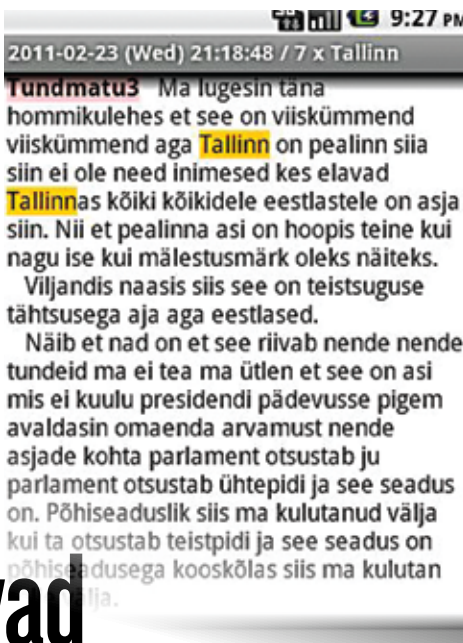 9:27 PM
2011-02-23 (Wed) 21:18:48 / 7 x Tallinn
Tundmatu3 Ma lugesin täna
hommikulehes et see on viiskümmend
viiskümmend aga Tallinn on pealinn siia
siin ei ole need inimesed kes elavad
Tallinnas kõiki kõikidele eestlastele on asja
siin. Nii et pealinna asi on hoopis teine kui
nagu ise kui mälestusmärk oleks näiteks.
Viljandis naasis siis see on teistsuguse
tähtsusega aja aga eestlased.
Näib et nad on et see riivab nende nende
tundeid ma ei tea ma ütlen et see on asi
mis ei kuulu presidendi pädevusse pigem
avaldasin omaenda arvamust nende
asjade kohta parlament otsustab ju
parlament otsustab ühtepidi ja see seadus
on. Põhiseaduslik siis ma kulutanud välja
kui ta otsustab teistpidi ja see seadus on
põhiseadusega kooskõlas siis ma kulutan
vad